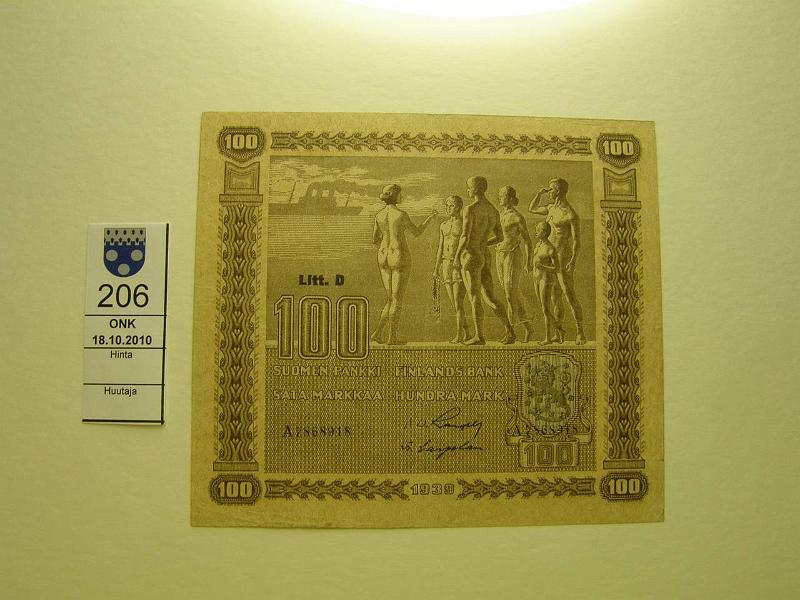 206
ONK
18.10.2010
Hinta
Huutaja
100 100
Litt. D
100
SUOMEN PANKKI FINLANDS BANK
SATA MARKKAA HUNDRA MARK
A7868918 A7868918
100
100 1939 100